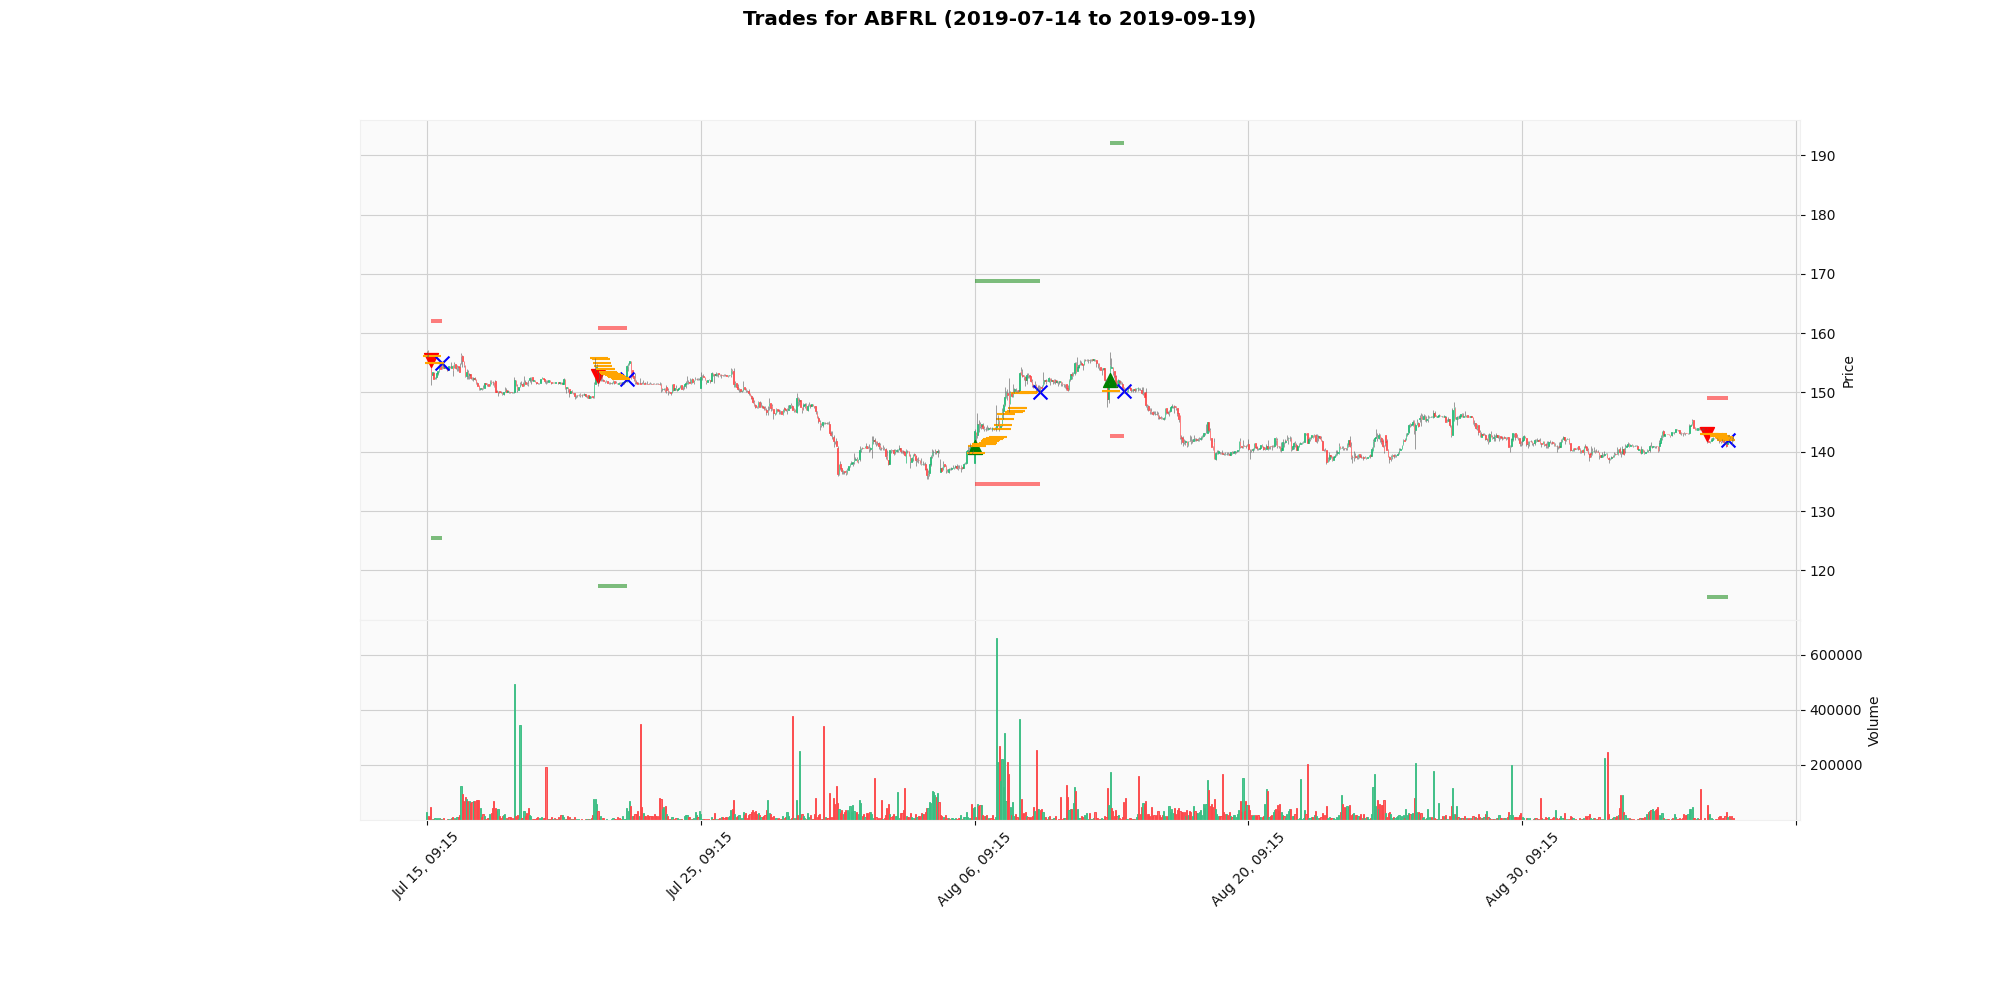 Trades for ABFRL (2019-07-14 to 2019-09-19)
190
180
170
160
150
140
130
120
Price
600000
400000
200000
Volume
Jul 15, 09:15
Jul 25, 09:15
Aug 06, 09:15
Aug 20, 09:15
Aug 30, 09:15